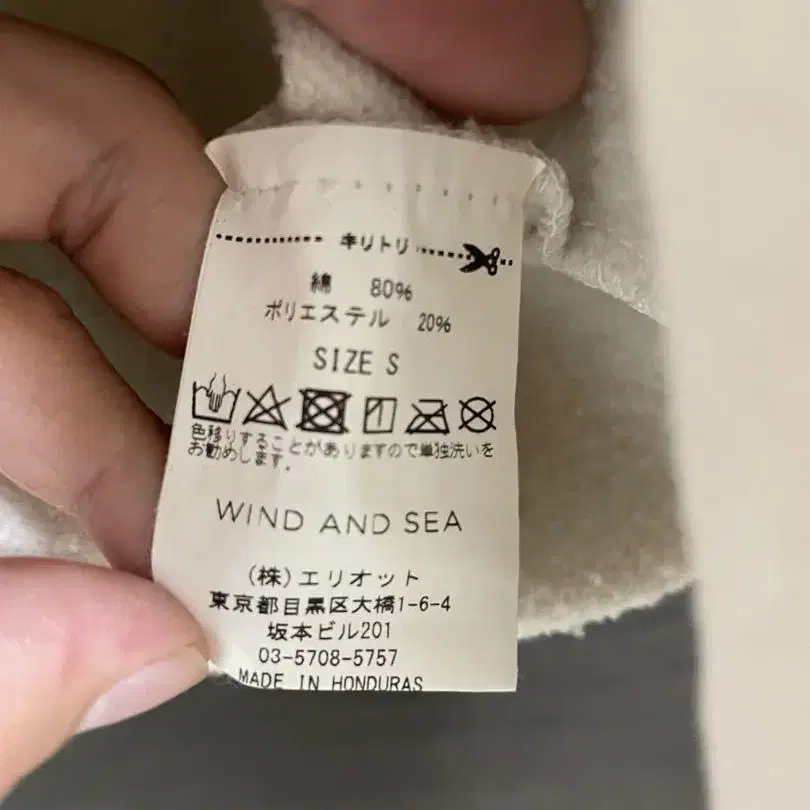 キリトリ
綿 80%
ポリエステル 20%
SIZE S
色移りすることがありますので単独洗いを
お勧めします。
WIND AND SEA
(株)エリオット
東京都目黒区大橋1-6-4
坂本ビル201
03-5708-5757
MADE IN HONDURAS